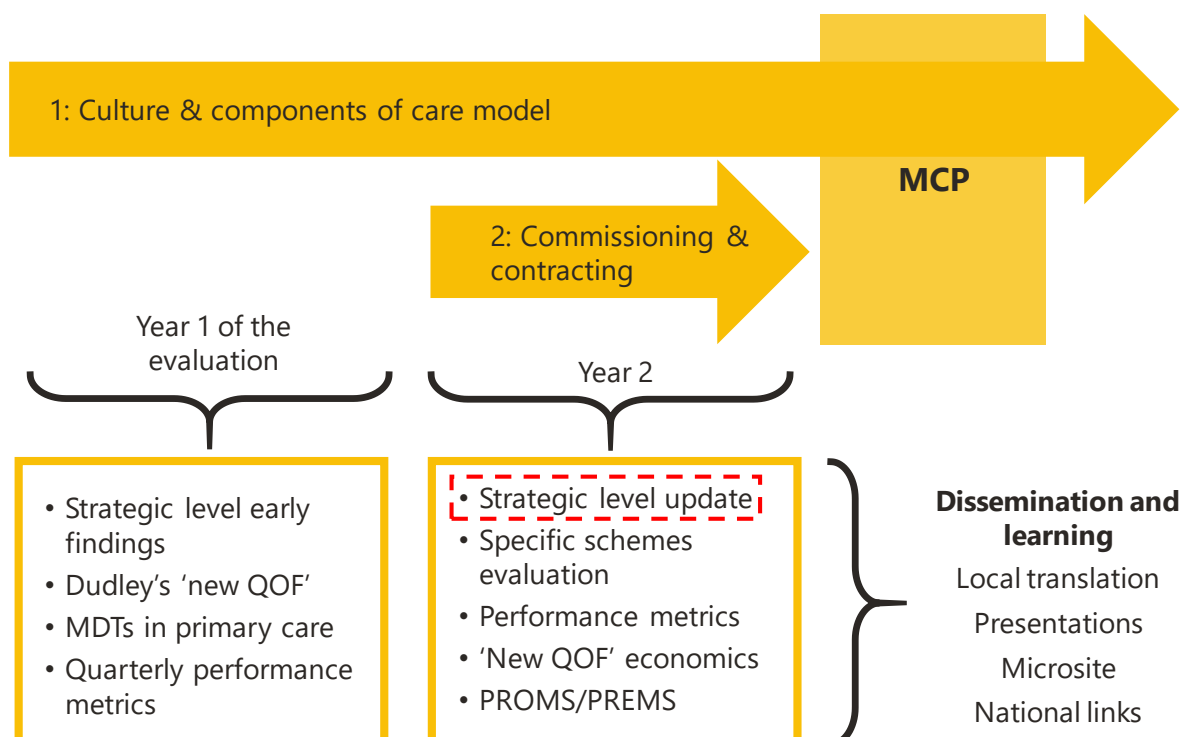 1: Culture & components of care model
MCP
2: Commissioning &
contracting
Year 1 of the
evaluation
Year 2
• Strategic level early
findings
• Dudley's 'new QOF'
• MDTs in primary care
• Quarterly performance
metrics
• Strategic level update
• Specific schemes
evaluation
• Performance metrics
• 'New QOF' economics
• PROMS/PREMS
Dissemination and
learning
Local translation
Presentations
Microsite
National links